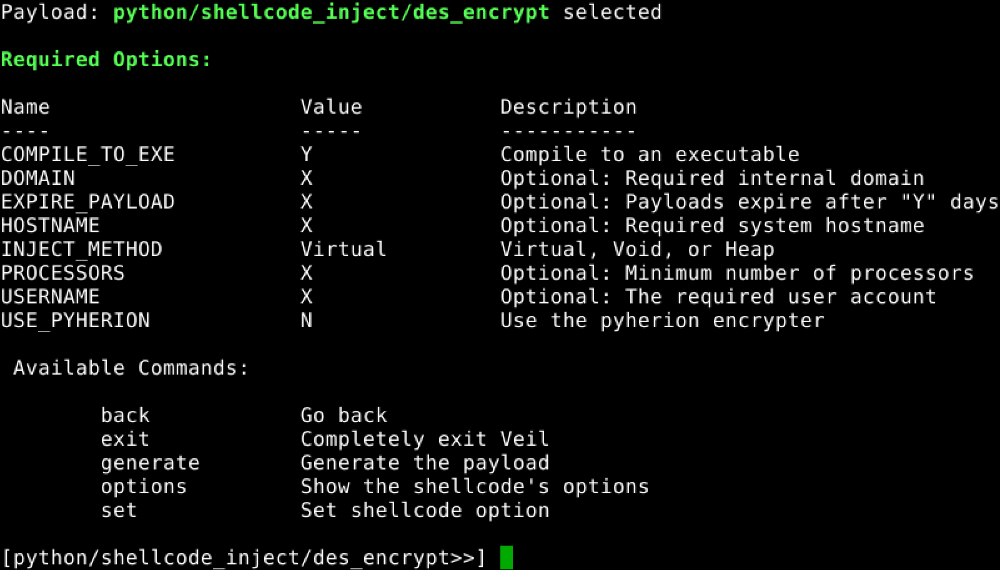 Payload: python/shellcode_inject/des_encrypt selected
Required Options:
Name Value Description
---- ----- -----------
COMPILE_TO_EXE Y Compile to an executable
DOMAIN X Optional: Required internal domain
EXPIRE_PAYLOAD X Optional: Payloads expire after "Y" days
HOSTNAME X Optional: Required system hostname
INJECT_METHOD Virtual Virtual, Void, or Heap
PROCESSORS X Optional: Minimum number of processors
USERNAME X Optional: The required user account
USE_PYHERION N Use the pyherion encrypter
Available Commands:
back Go back
exit Completely exit Veil
generate Generate the payload
options Show the shellcode's options
set Set shellcode option
[python/shellcode_inject/des_encrypt>>]